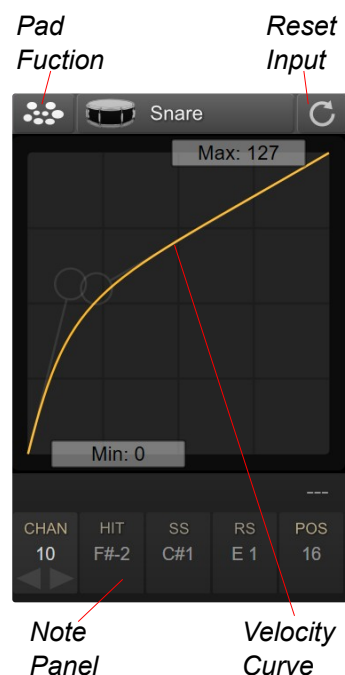 Pad
Fuction
Reset
Input
Snare
Max: 127
Min: 0
---
CHAN HIT SS RS POS
10 F#-2 C#1 E 1 16
Note
Panel
Velocity
Curve